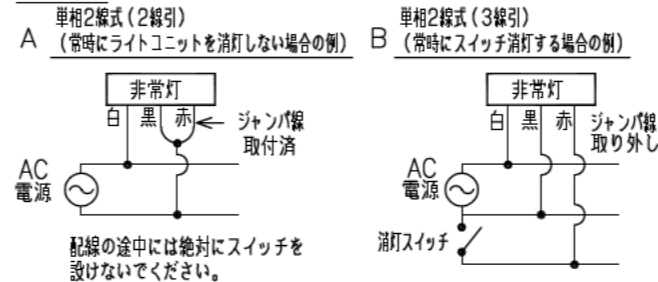 A
単相2線式(2線引)
(常時にライトユニットを消灯しない場合の例)
非常灯
白 黒 赤
ジャンパ線
取付済
AC
電源
配線の途中には絶対にスイッチを
設けないでください。
B
単相2線式(3線引)
(常時にスイッチ消灯する場合の例)
非常灯
白 黒 赤
ジャンパ線
取り外し
AC
電源
消灯スイッチ